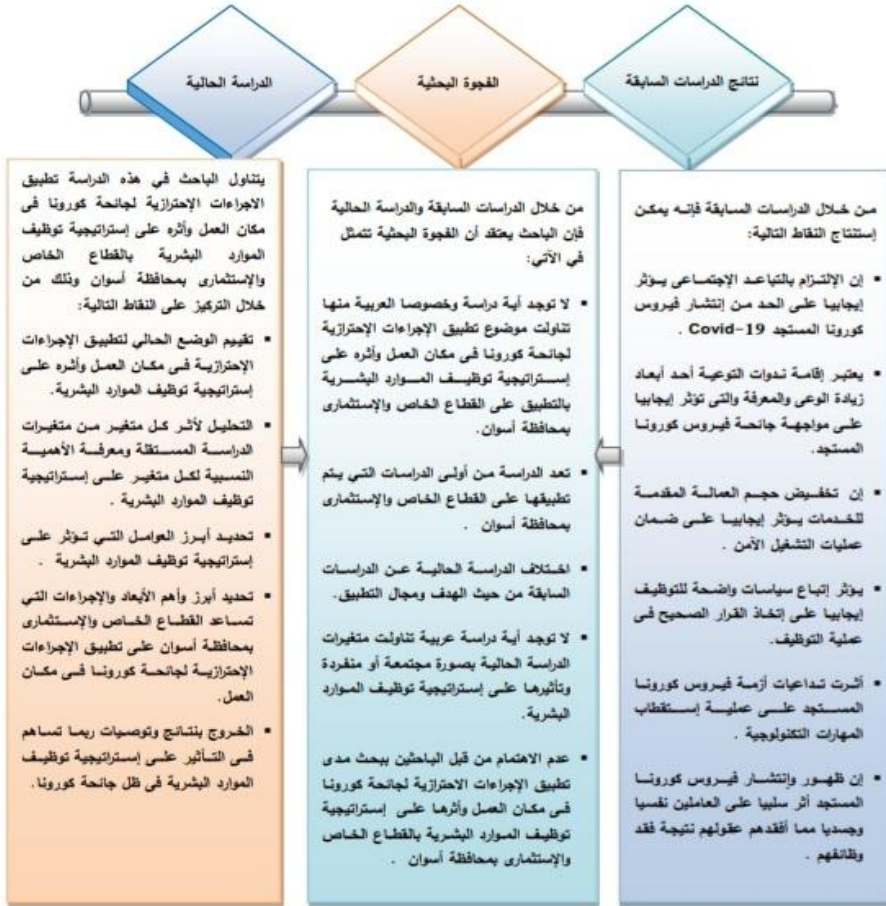 نتائج الدراسات السابقة
الفجوة البحثية
الدراسة الحالية
من خلال الدراسات السابقة فإنه يمكن
إستنتاج النقاط التالية:
▪ إن الإلتزام بالتباعد الإجتماعى يؤثر
إيجابيا على الحد من إنتشار فيروس
كورونا المستجد Covid-19 .
▪ يعتبر إقامة ندوات التوعية أحد أبعاد
زيادة الوعى والمعرفة والتى تؤثر إيجابيا
على مواجهة جائحة فيروس كورونا
المستجد.
▪ إن تخفيض حجم العمالة المقدمة
للخدمات يؤثر إيجابيا على ضمان
عمليات التشغيل الآمن .
▪ يؤثر إتباع سياسات واضحة للتوظيف
إيجابيا على إتخاذ القرار الصحيح فى
عملية التوظيف.
▪ أثرت تداعيات أزمة فيروس كورونا
المستجد على عملية إستقطاب
المهارات التكنولوجية .
▪ إن ظهور وإنتشار فيروس كورونا
المستجد أثر سلبيا على العاملين نفسيا
وجسديا مما أفقدهم عقولهم نتيجة فقد
وظائفهم .
من خلال الدراسات السابقة والدراسة الحالية
فإن الباحث يعتقد أن الفجوة البحثية تتمثل
في الآتي:
▪ لا توجد أية دراسة وخصوصا العربية منها
تناولت موضوع تطبيق الإجراءات الإحترازية
لجائحة كورونا فى مكان العمل وأثره على
إستراتيجية توظيف الموارد البشرية
بالتطبيق على القطاع الخاص والإستثمارى
بمحافظة أسوان.
▪ تعد الدراسة من أولى الدراسات التي يتم
تطبيقها على القطاع الخاص والإستثمارى
بمحافظة أسوان .
▪ اختلاف الدراسة الحالية عن الدراسات
السابقة من حيث الهدف ومجال التطبيق.
▪ لا توجد أية دراسة عربية تناولت متغيرات
الدراسة الحالية بصورة مجتمعة أو منفردة
وتأثيرها على إستراتيجية توظيف الموارد
البشرية.
▪ عدم الاهتمام من قبل الباحثين ببحث مدى
تطبيق الإجراءات الاحترازية لجائحة كورونا
فى مكان العمل وأثرها على إستراتيجية
توظيف الموارد البشرية بالقطاع الخاص
والإستثمارى بمحافظة أسوان .
يتناول الباحث في هذه الدراسة تطبيق
الاجراءات الإحترازية لجائحة كورونا فى
مكان العمل وأثره على إستراتيجية توظيف
الموارد البشرية بالقطاع الخاص
والإستثمارى بمحافظة أسوان وذلك من
خلال التركيز على النقاط التالية:
▪ تقييم الوضع الحالي لتطبيق الإجراءات
الإحترازية فى مكان العمل وأثره على
إستراتيجية توظيف الموارد البشرية.
▪ التحليل لأثر كل متغير من متغيرات
الدراسة المستقلة ومعرفة الأهمية
النسبية لكل متغير على إستراتيجية
توظيف الموارد البشرية .
▪ تحديد أبرز العوامل التي تؤثر على
إستراتيجية توظيف الموارد البشرية .
▪ تحديد أبرز وأهم الأبعاد والإجراءات التي
تساعد القطاع الخاص والإستثمارى
بمحافظة أسوان على تطبيق الإجراءات
الإحترازية لجائحة كورونا فى مكان
العمل.
▪ الخروج بنتائج وتوصيات ربما تساهم
فى التأثير على إستراتيجية توظيف
الموارد البشرية فى ظل جائحة كورونا.